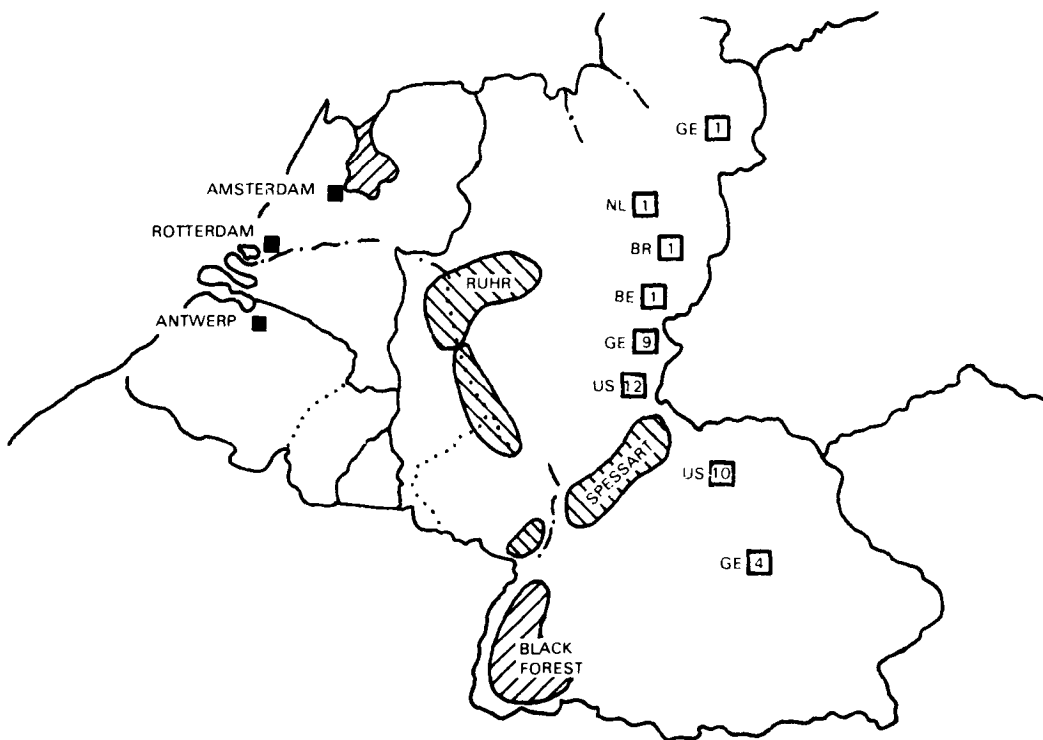 GE 1
AMSTERDAM
NL 1
ROTTERDAM
BR 1
RUHR
BE 1
ANTWERP
GE 9
US 12
SPESSART
US 10
GE 4
BLACK
FOREST